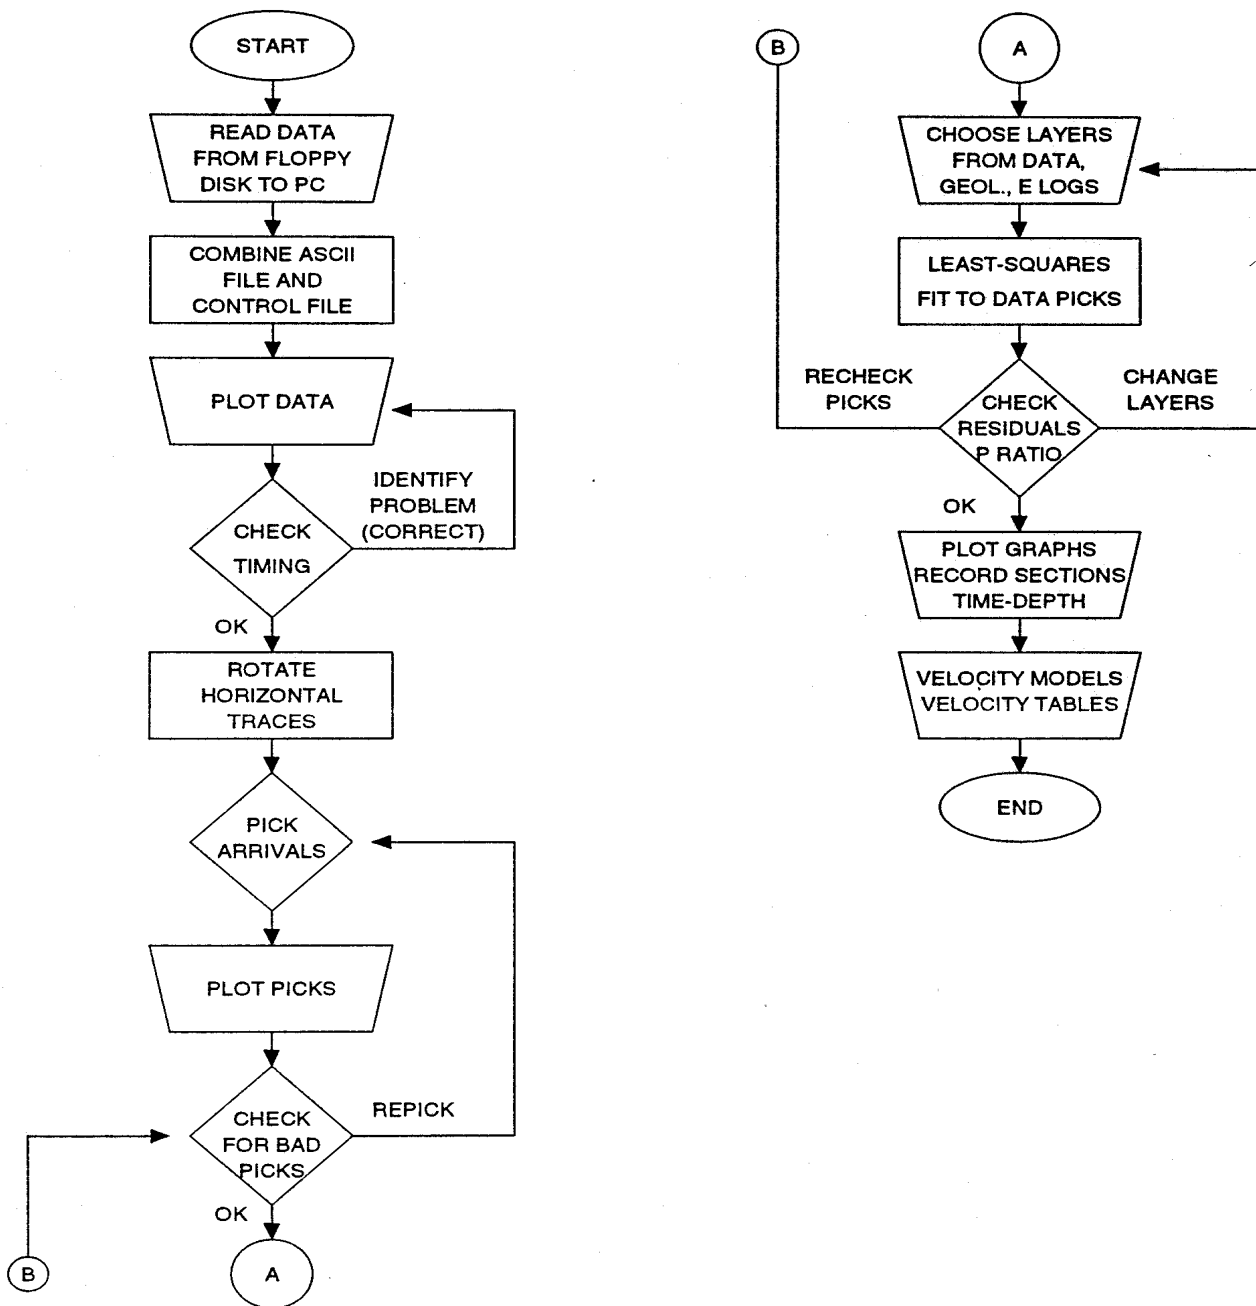 START
READ DATA
FROM FLOPPY
DISK TO PC
COMBINE ASCII
FILE AND
CONTROL FILE
PLOT DATA
IDENTIFY
PROBLEM
(CORRECT)
CHECK
TIMING
OK
ROTATE
HORIZONTAL
TRACES
PICK
ARRIVALS
PLOT PICKS
REPICK
CHECK
FOR BAD
PICKS
OK
B
A
B
A
CHOOSE LAYERS
FROM DATA,
GEOL., E LOGS
LEAST-SQUARES
FIT TO DATA PICKS
RECHECK
PICKS
CHANGE
LAYERS
CHECK
RESIDUALS
P RATIO
OK
PLOT GRAPHS
RECORD SECTIONS
TIME-DEPTH
VELOCITY MODELS
VELOCITY TABLES
END